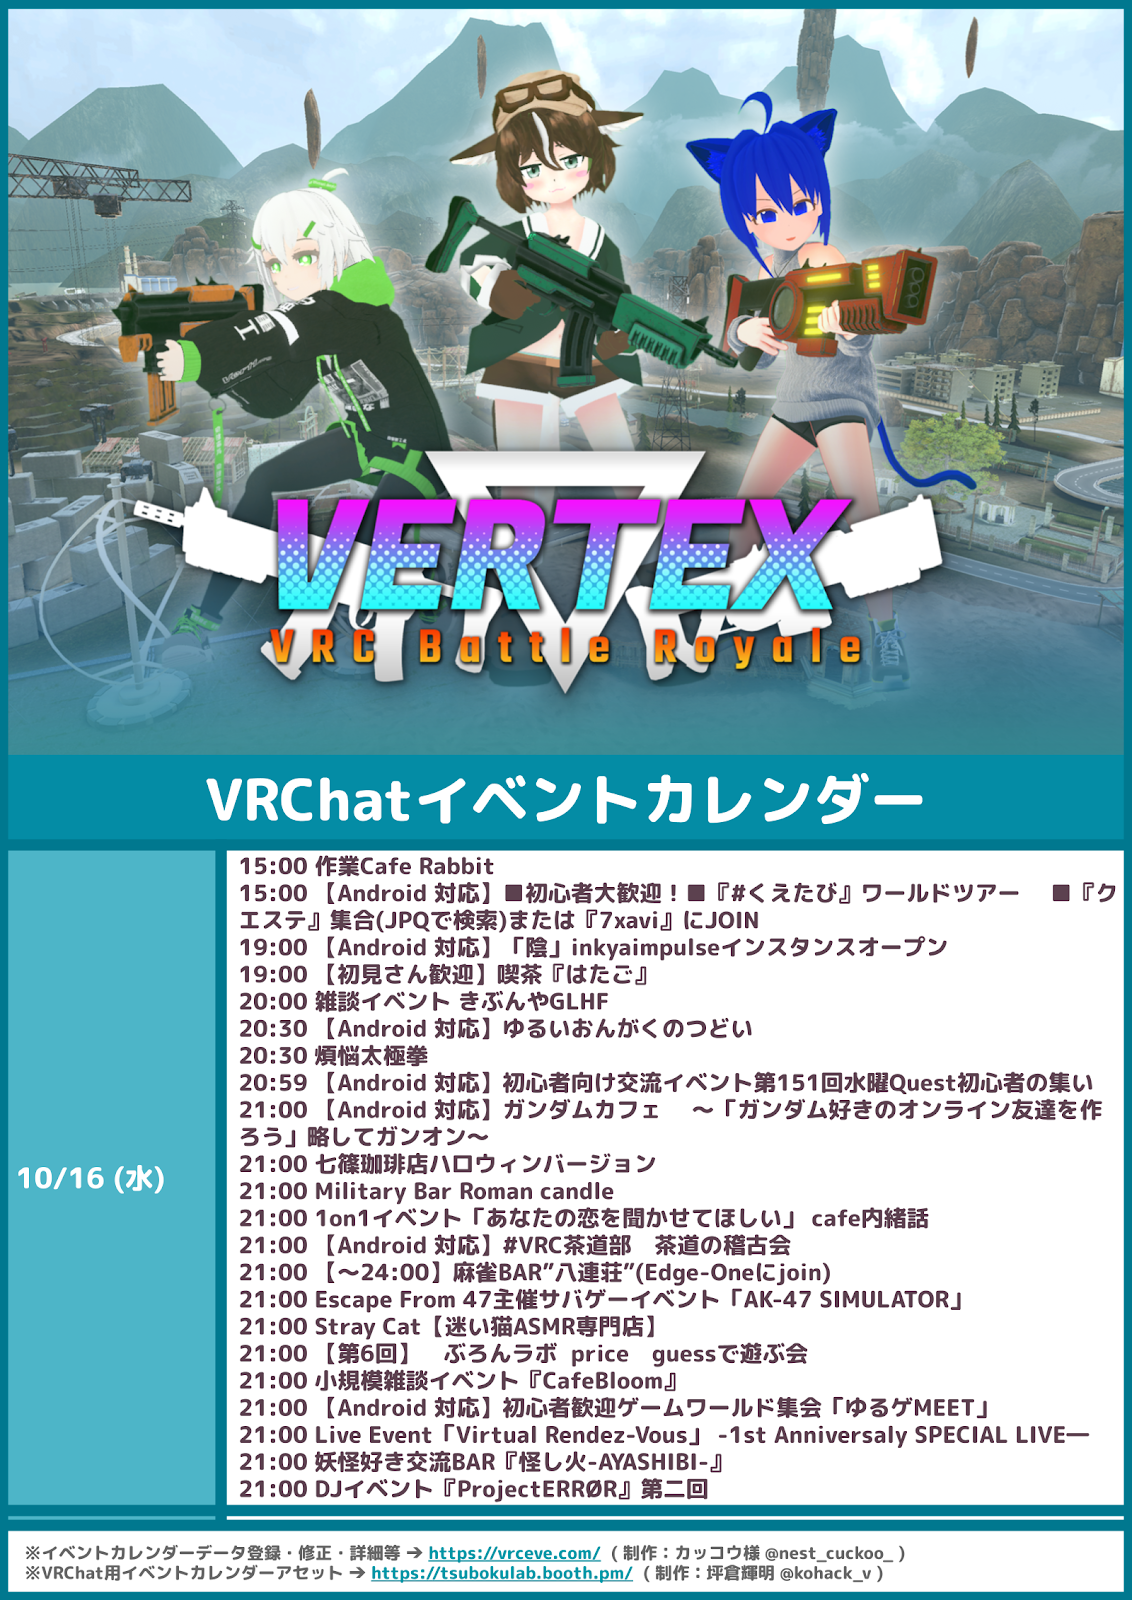 VERTEX
VRC Battle Royale
VRChatイベントカレンダー
10/16 (水)
15:00 作業Cafe Rabbit
15:00 【Android 対応】■初心者大歓迎！■『#くえたび』ワールドツアー　■『ク
エステ』集合(JPQで検索)または『7xavi』にJOIN
19:00 【Android 対応】「陰」inkyaimpulseインスタンスオープン
19:00 【初見さん歓迎】喫茶『はたご』
20:00 雑談イベント きぶんやGLHF
20:30 【Android 対応】ゆるいおんがくのつどい
20:30 煩悩太極拳
20:59 【Android 対応】初心者向け交流イベント第151回水曜Quest初心者の集い
21:00 【Android 対応】ガンダムカフェ　～「ガンダム好きのオンライン友達を作
ろう」略してガンオン～
21:00 七篠珈琲店ハロウィンバージョン
21:00 Military Bar Roman candle
21:00 1on1イベント「あなたの恋を聞かせてほしい」 cafe内緒話
21:00 【Android 対応】#VRC茶道部　茶道の稽古会
21:00 【～24:00】麻雀BAR”八連荘”(Edge-Oneにjoin)
21:00 Escape From 47主催サバゲーイベント「AK-47 SIMULATOR」
21:00 Stray Cat【迷い猫ASMR専門店】
21:00 【第6回】　ぶろんラボ price　guessで遊ぶ会
21:00 小規模雑談イベント『CafeBloom』
21:00 【Android 対応】初心者歓迎ゲームワールド集会「ゆるゲMEET」
21:00 Live Event「Virtual Rendez-Vous」 -1st Anniversaly SPECIAL LIVE―
21:00 妖怪好き交流BAR『怪し火-AYASHIBI-』
21:00 DJイベント『ProjectERRØR』第二回
※イベントカレンダーデータ登録・修正・詳細等 → https://vrceve.com/ ( 制作：カッコウ様 @nest_cuckoo_ )
※VRChat用イベントカレンダーアセット → https://tsubokulab.booth.pm/ ( 制作：坪倉輝明 @kohack_v )